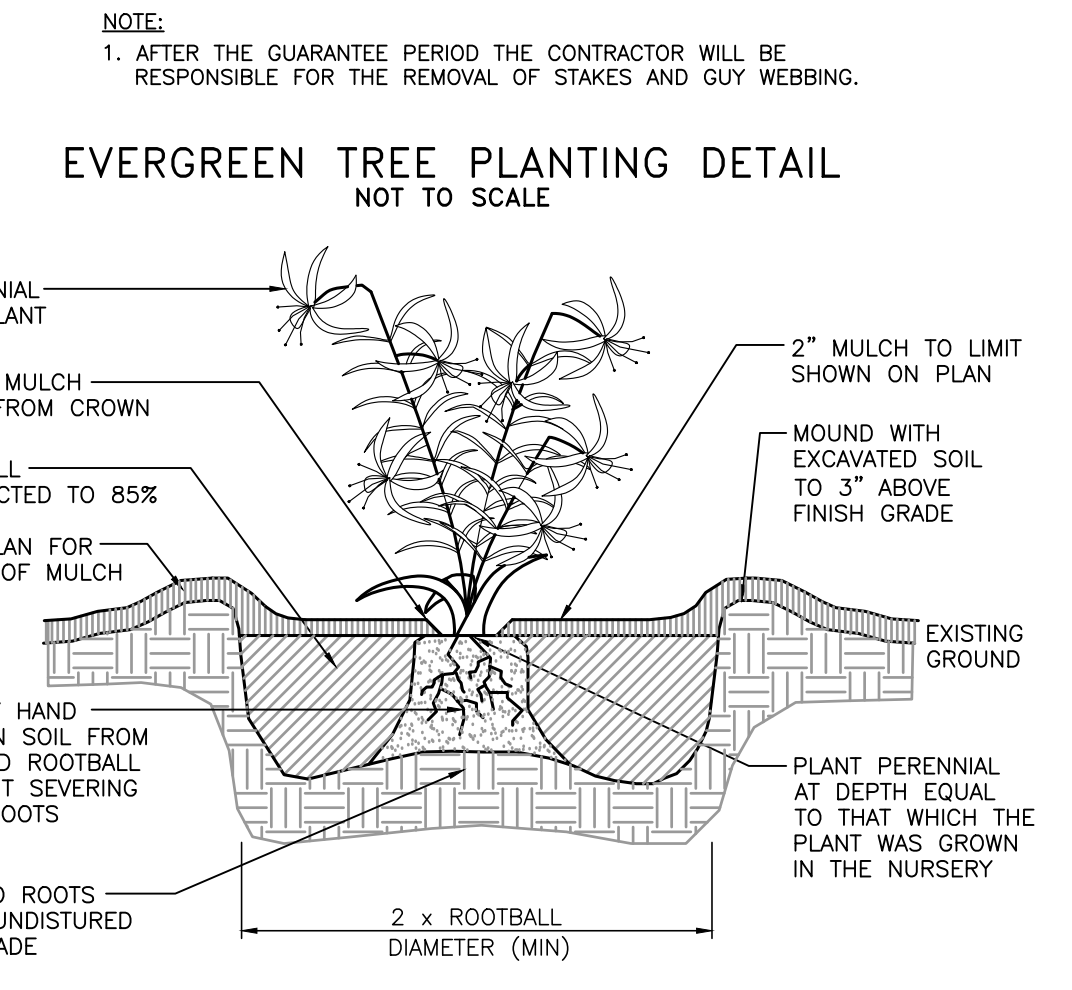 NOTE:
1. AFTER THE GUARANTEE PERIOD THE CONTRACTOR WILL BE
RESPONSIBLE FOR THE REMOVAL OF STAKES AND GUY WEBBING.
EVERGREEN TREE PLANTING DETAIL
NOT TO SCALE
NIAL
LANT
MULCH
FROM CROWN
LL
CTED TO 85%
LAN FOR
OF MULCH
HAND
N SOIL FROM
D ROOTBALL
T SEVERING
OOTS
D ROOTS
UNDISTURED
ADE
2" MULCH TO LIMIT
SHOWN ON PLAN
MOUND WITH
EXCAVATED SOIL
TO 3" ABOVE
FINISH GRADE
EXISTING
GROUND
PLANT PERENNIAL
AT DEPTH EQUAL
TO THAT WHICH THE
PLANT WAS GROWN
IN THE NURSERY
2 x ROOTBALL
DIAMETER (MIN)